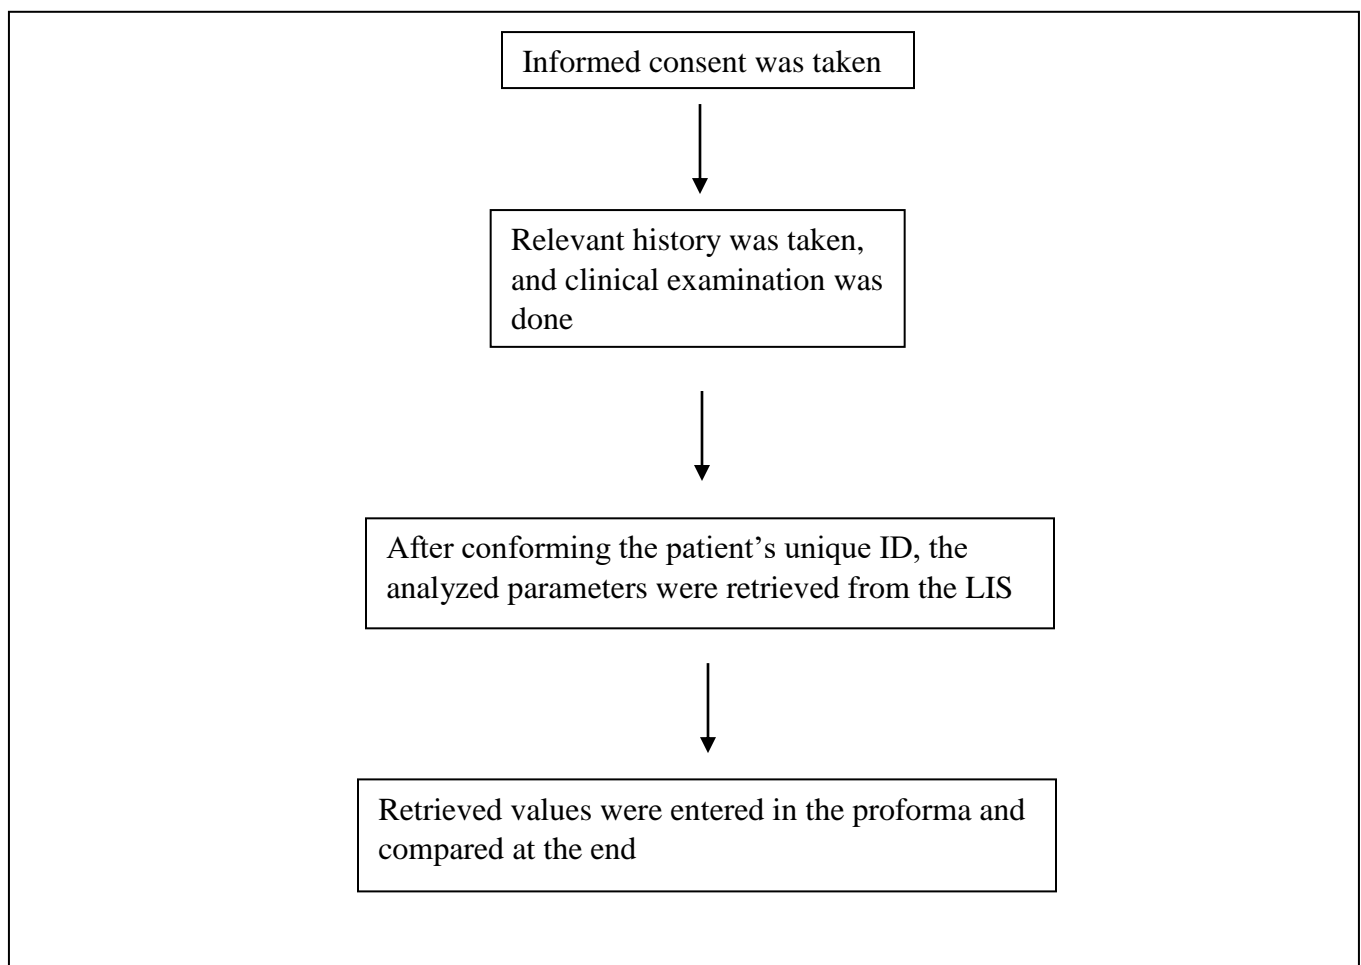 Informed consent was taken
Relevant history was taken,
and clinical examination was
done
After conforming the patient’s unique ID, the
analyzed parameters were retrieved from the LIS
Retrieved values were entered in the proforma and
compared at the end